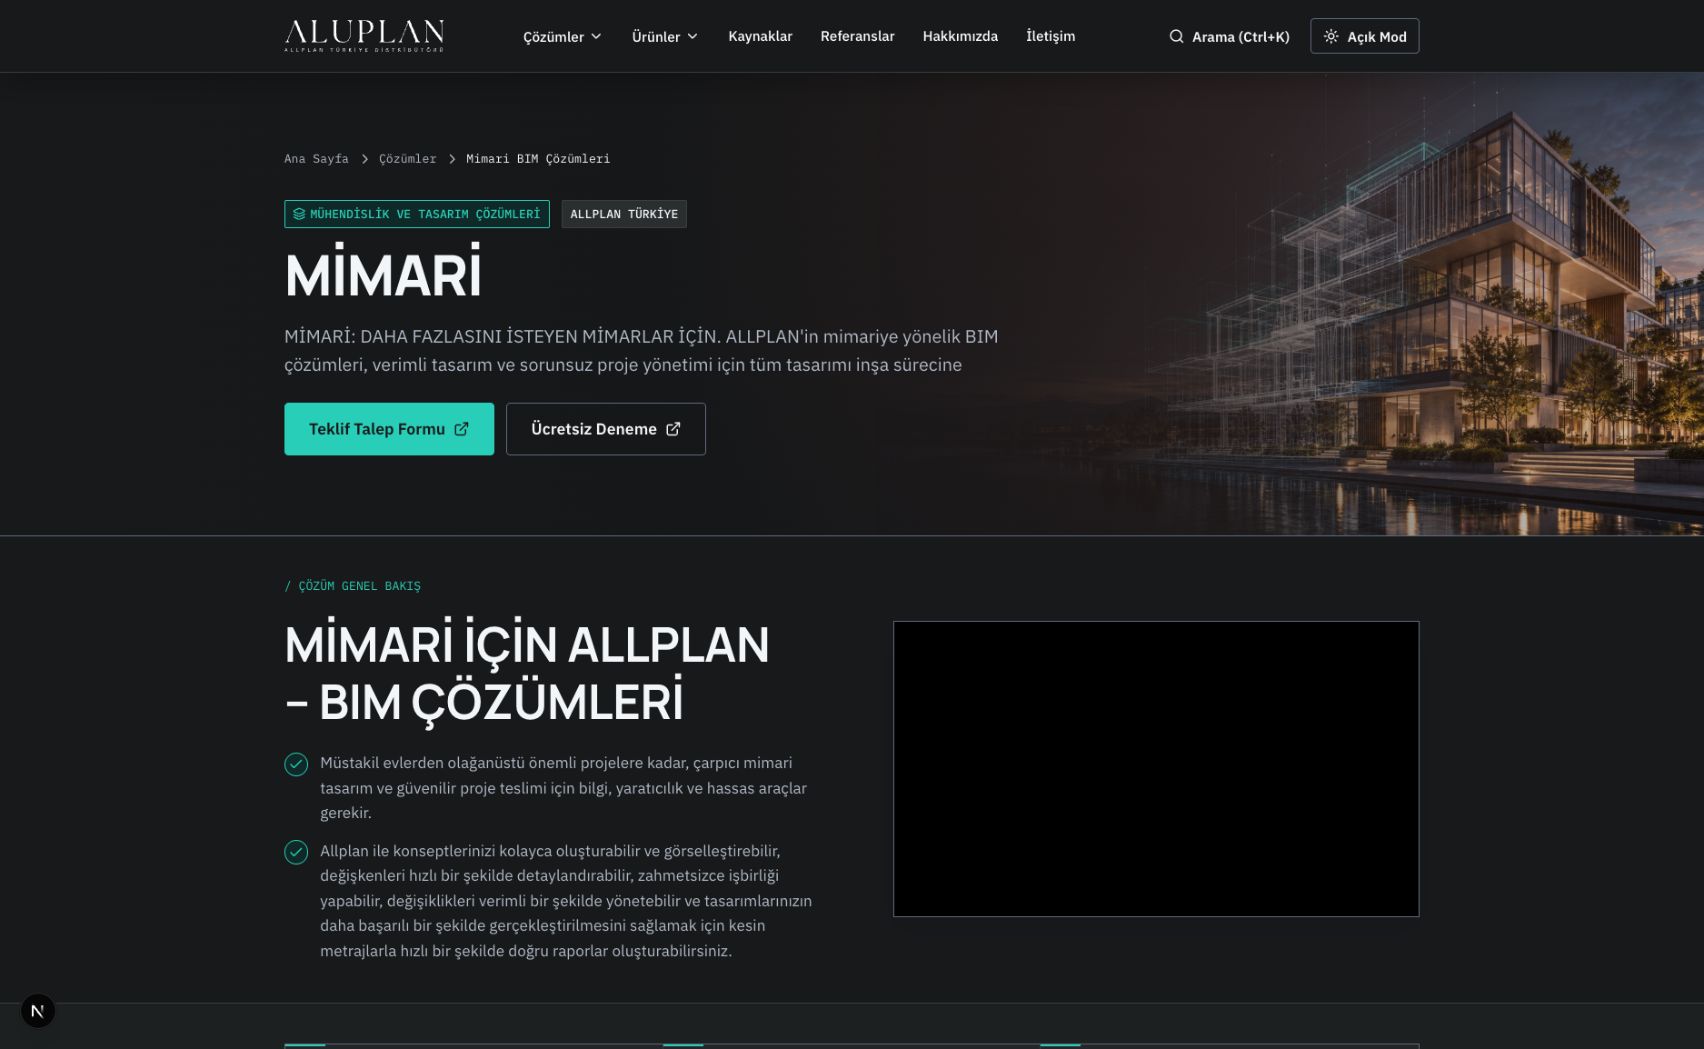 ALUPLAN
ALLPLAN TÜRKİYE DİSTRİBÜTÖRÜ
Çözümler
Ürünler
Kaynaklar
Referanslar
Hakkımızda
İletişim
Arama (Ctrl+K)
Açık Mod
Ana Sayfa > Çözümler > Mimari BIM Çözümleri
MÜHENDİSLİK VE TASARIM ÇÖZÜMLERİ
ALLPLAN TÜRKİYE
MİMARİ
MİMARİ: DAHA FAZLASINI İSTEYEN MİMARLAR İÇİN. ALLPLAN'in mimariye yönelik BIM
çözümleri, verimli tasarım ve sorunsuz proje yönetimi için tüm tasarımı inşa sürecine
Teklif Talep Formu
Ücretsiz Deneme
/ ÇÖZÜM GENEL BAKIŞ
MİMARİ İÇİN ALLPLAN
– BIM ÇÖZÜMLERİ
Müstakil evlerden olağanüstü önemli projelere kadar, çarpıcı mimari
tasarım ve güvenilir proje teslimi için bilgi, yaratıcılık ve hassas araçlar
gerekir.
Allplan ile konseptlerinizi kolayca oluşturabilir ve görselleştirebilir,
değişkenleri hızlı bir şekilde detaylandırabilir, zahmetsizce işbirliği
yapabilir, değişiklikleri verimli bir şekilde yönetebilir ve tasarımlarınızın
daha başarılı bir şekilde gerçekleştirilmesini sağlamak için kesin
metrajlarla hızlı bir şekilde doğru raporlar oluşturabilirsiniz.
N